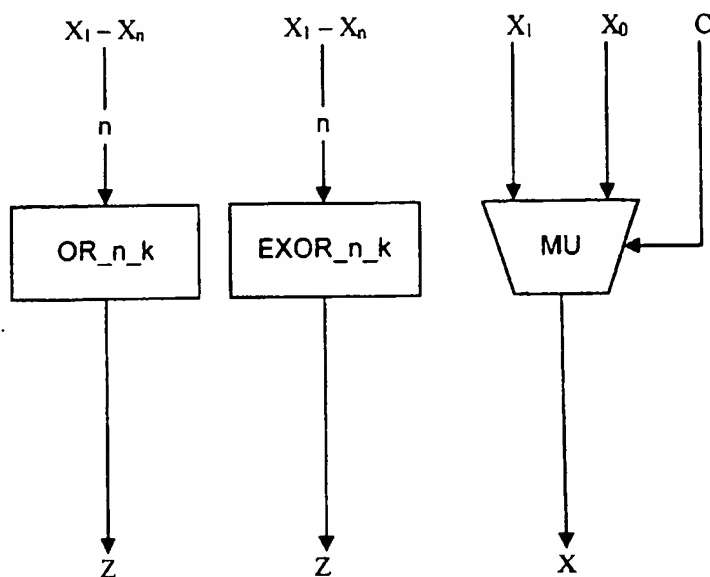 X₁ – Xₙ X₁ – Xₙ X₁ X₀ C
n n
OR_n_k EXOR_n_k MU
Z Z X